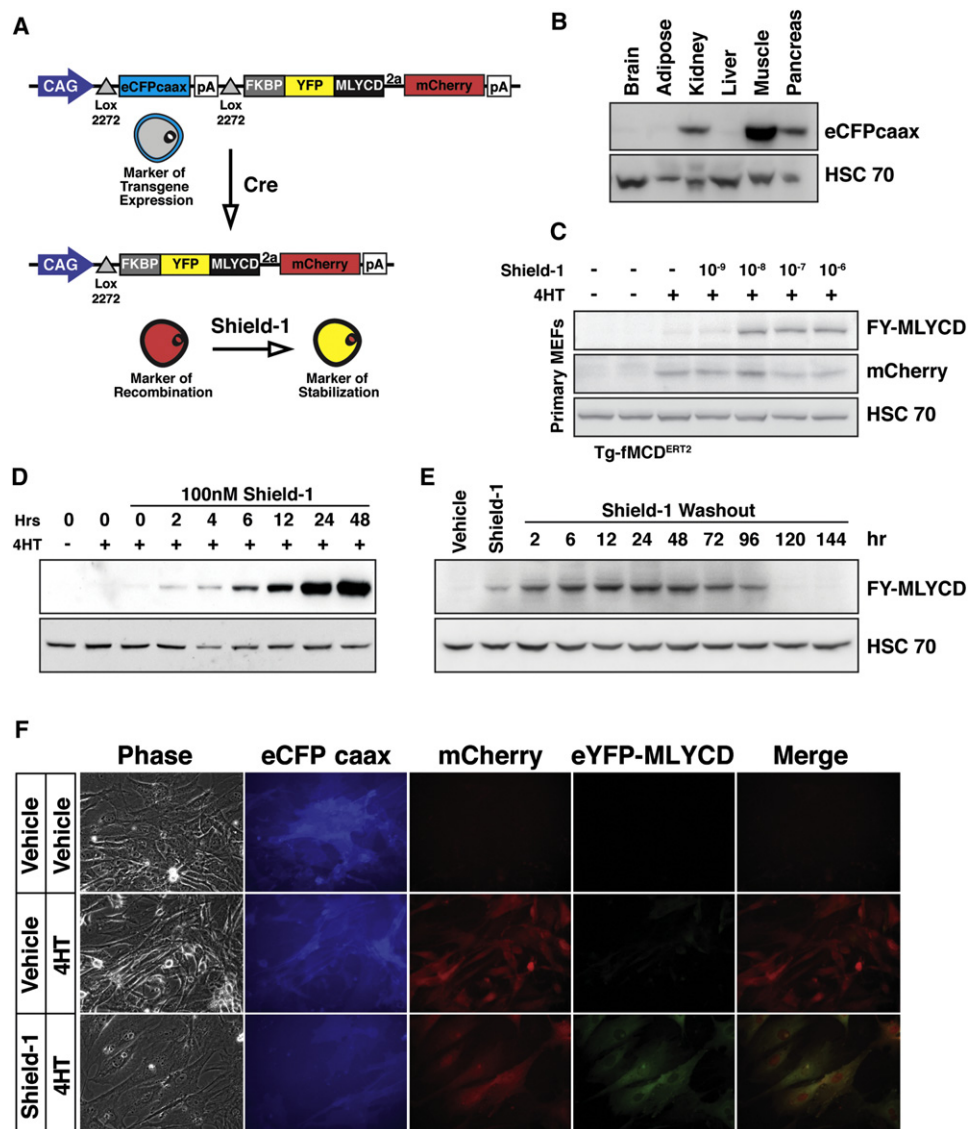 A
CAG eCFPcaax pA FKBP YFP MLYCD 2a mCherry pA
Lox 2272 Lox 2272
Marker of
Transgene
Expression
Cre
CAG FKBP YFP MLYCD 2a mCherry pA
Lox 2272
Shield-1
Marker of
Recombination
Marker of
Stabilization
B
Brain Adipose Kidney Liver Muscle Pancreas
eCFPcaax
HSC 70
C
Shield-1 - - - 10⁻⁹ 10⁻⁸ 10⁻⁷ 10⁻⁶
4HT - - + + + + +
Primary MEFs
FY-MLYCD
mCherry
HSC 70
Tg-fMCDᴱᴿᵀ²
D
100nM Shield-1
Hrs 0 0 0 2 4 6 12 24 48
4HT - + + + + + + + +
E
Vehicle Shield-1 Shield-1 Washout
2 6 12 24 48 72 96 120 144 hr
FY-MLYCD
HSC 70
F
Phase eCFP caax mCherry eYFP-MLYCD Merge
Vehicle Vehicle
Vehicle 4HT
Shield-1 4HT